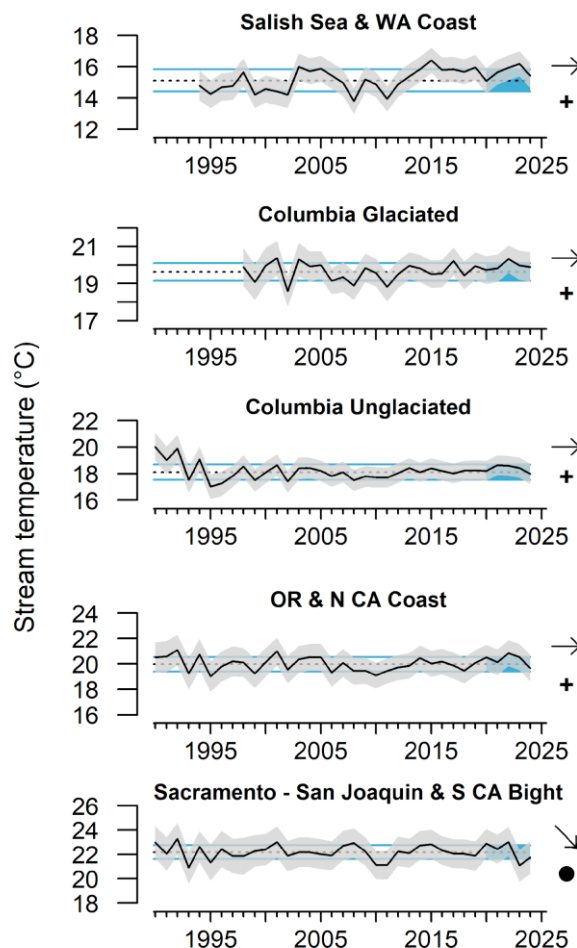 Stream temperature (°C)
Salish Sea & WA Coast
18
16
14
12
+
1995 2005 2015 2025
Columbia Glaciated
21
19
17
+
1995 2005 2015 2025
Columbia Unglaciated
22
20
18
16
+
1995 2005 2015 2025
OR & N CA Coast
24
22
20
18
16
+
1995 2005 2015 2025
Sacramento - San Joaquin & S CA Bight
26
24
22
20
18
1995 2005 2015 2025